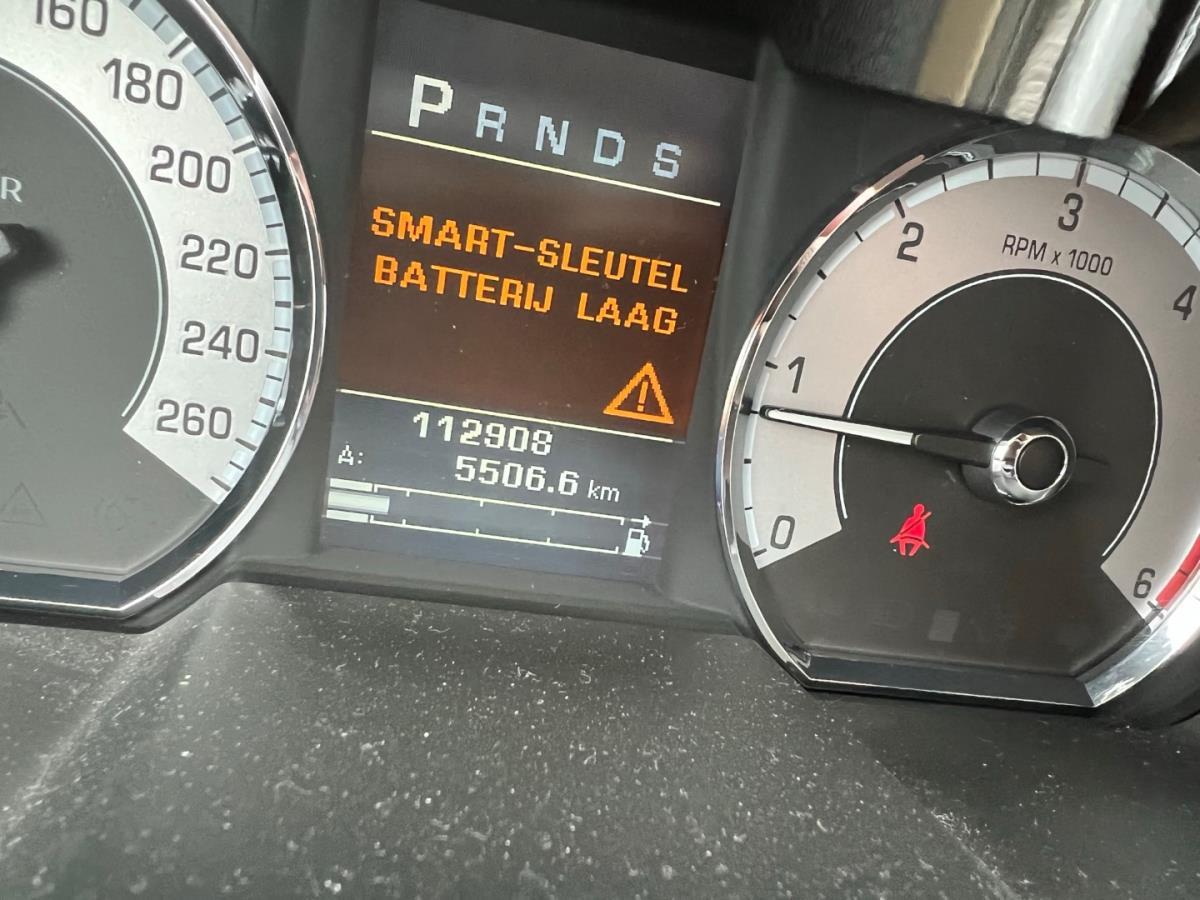 160
180
200
220
240
260
R
P R N D S
SMART-SLEUTEL
BATTERIJ LAAG
112908
A: 5506.6 km
0
1
2
3
4
6
RPM x 1000